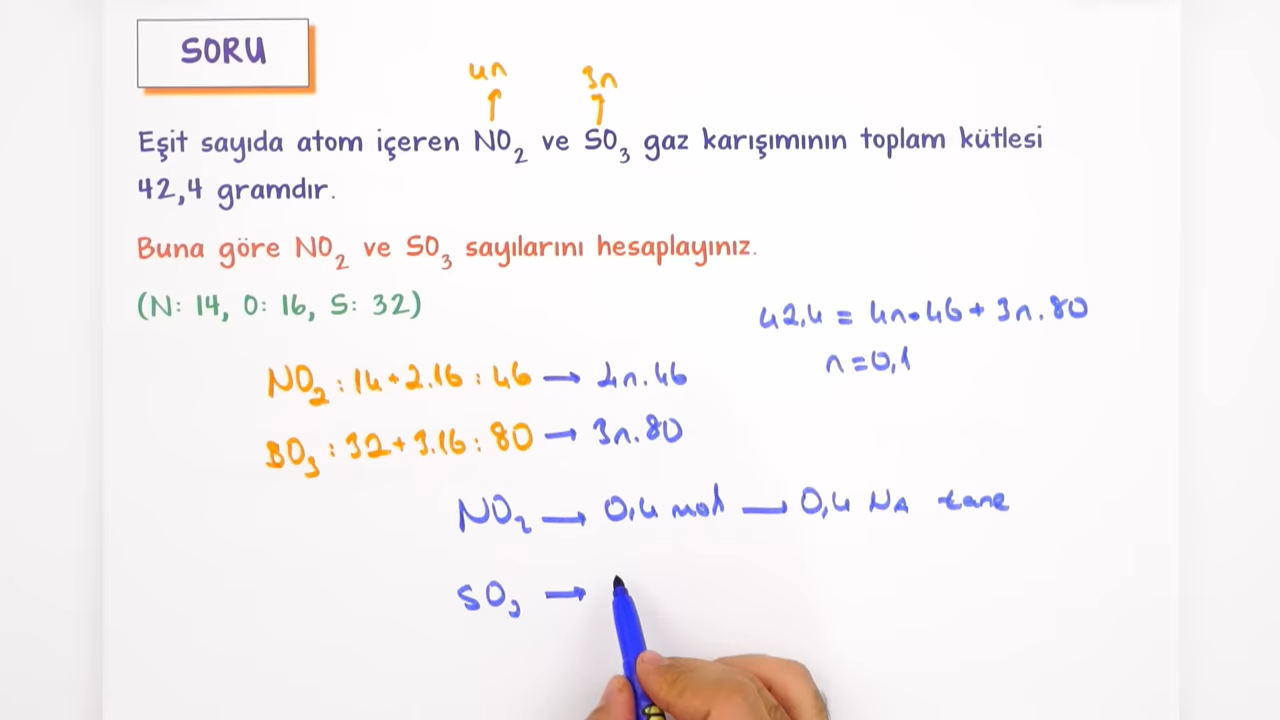 SORU
4n 3n
Eşit sayıda atom içeren NO₂ ve SO₃ gaz karışımının toplam kütlesi
42,4 gramdır.
Buna göre NO₂ ve SO₃ sayılarını hesaplayınız.
(N: 14, O: 16, S: 32)
42,4 = 4n•46 + 3n.80
n = 0,1
NO₂ : 14 + 2.16 : 46 → 4n.46
SO₃ : 32 + 3.16 : 80 → 3n.80
NO₂ → 0,4 mol → 0,4 NA tane
SO₃ →